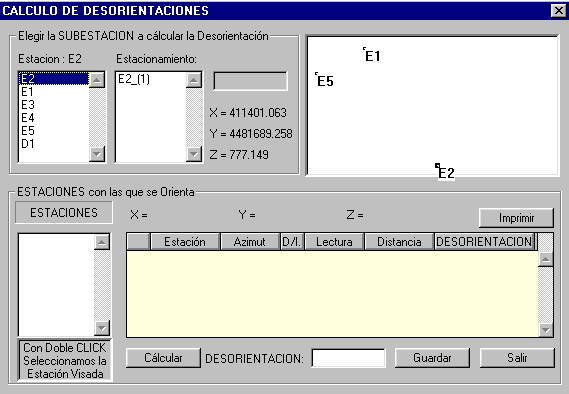 CALCULO DE DESORIENTACIONES
Elegir la SUBESTACION a cálcular la Desorientación
Estacion : E2
Estacionamiento:
E2
E1
E3
E4
E5
D1
E2_(1)
X = 411401.063
Y = 4481689.258
Z = 777.149
E1
E5
E2
ESTACIONES con las que se Orienta
ESTACIONES
X =
Y =
Z =
Imprimir
Estación Azimut D/I. Lectura Distancia DESORIENTACION
Con Doble CLICK
Seleccionamos la
Estación Visada
Cálcular
DESORIENTACION:
Guardar
Salir